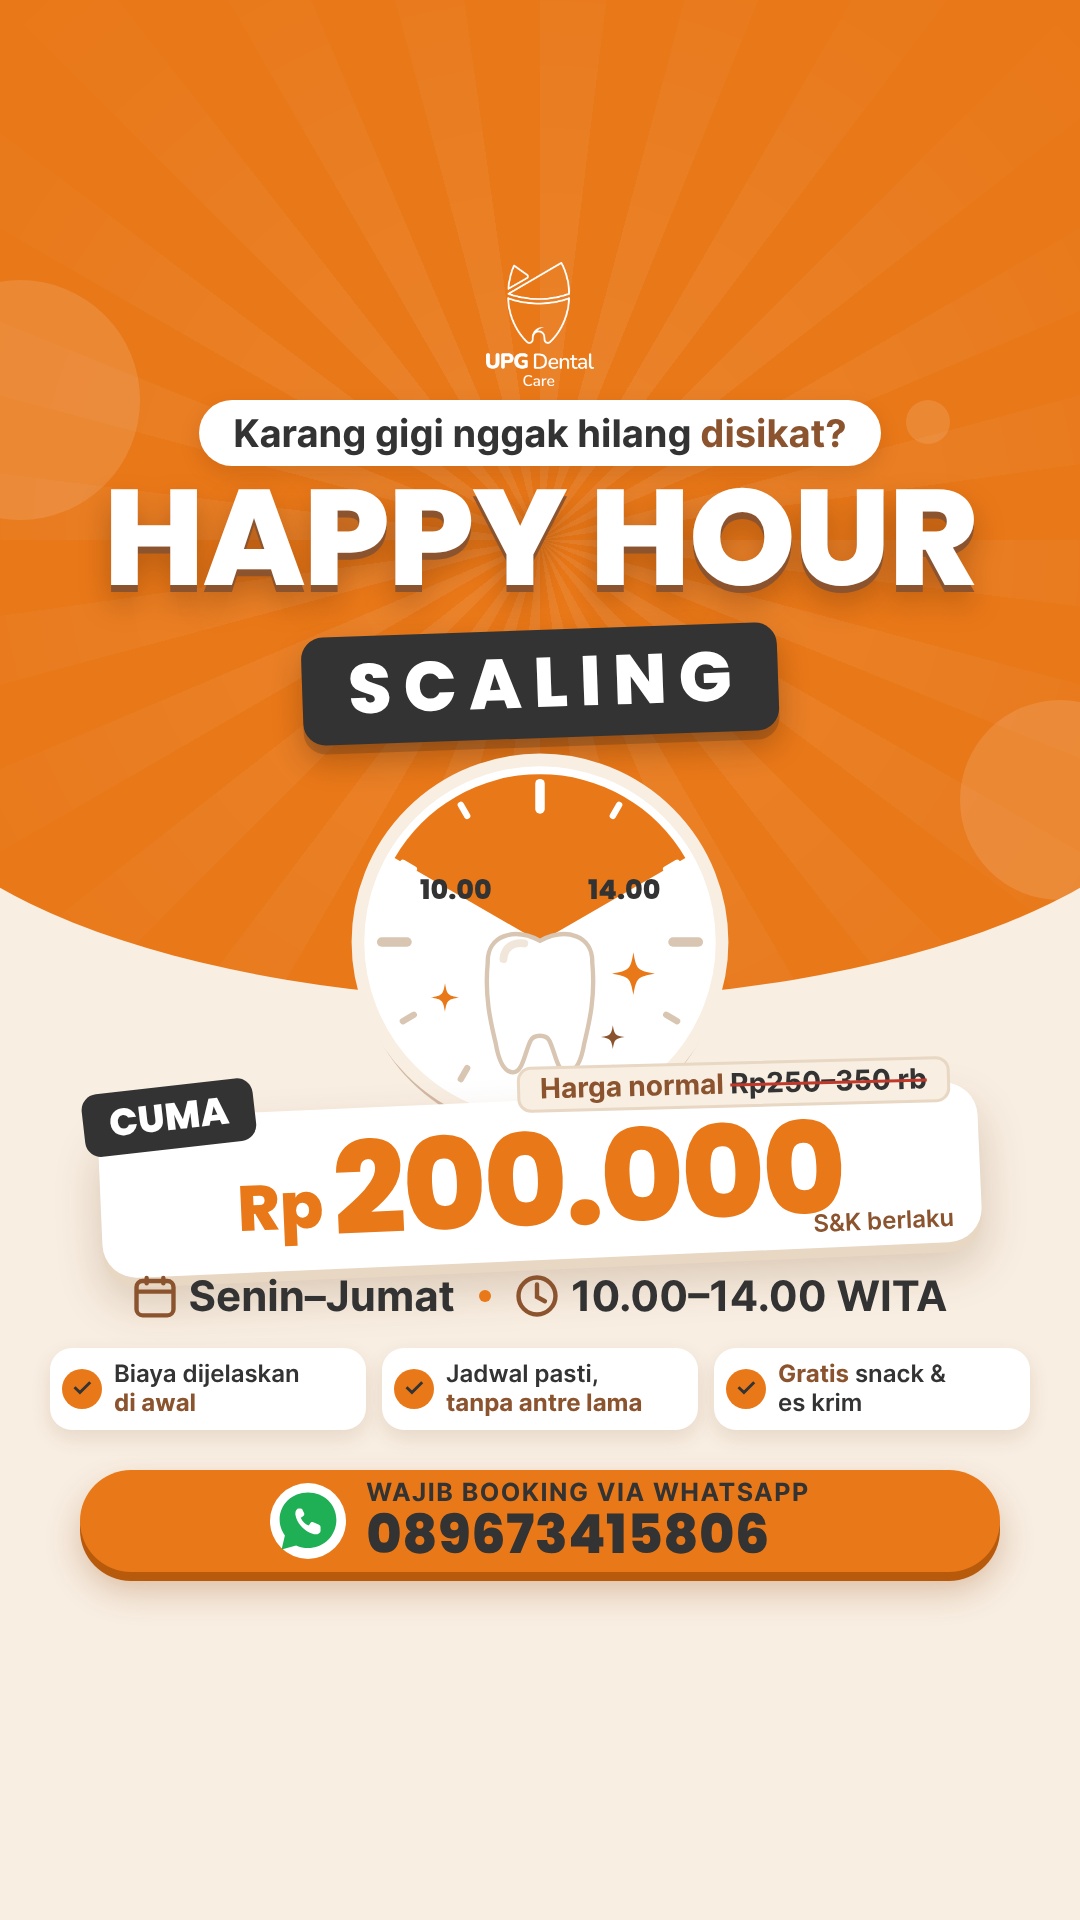 UPG Dental
Care
Karang gigi nggak hilang disikat?
HAPPY HOUR
SCALING
10.00
14.00
Harga normal Rp250–350 rb
CUMA
Rp 200.000
S&K berlaku
Senin–Jumat • 10.00–14.00 WITA
Biaya dijelaskan
di awal
Jadwal pasti,
tanpa antre lama
Gratis snack &
es krim
WAJIB BOOKING VIA WHATSAPP
089673415806